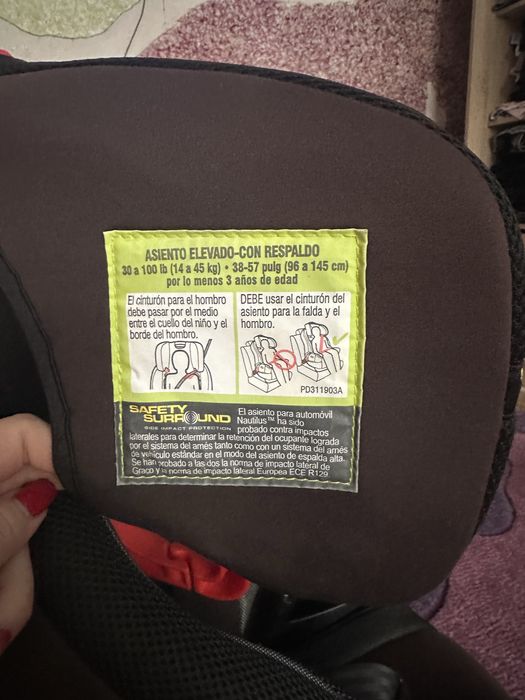 ASIENTO ELEVADO-CON RESPALDO
30 a 100 lb (14 a 45 kg) • 38-57 pulg (96 a 145 cm)
por lo menos 3 años de edad
El cinturón para el hombro
debe pasar por el medio
entre el cuello del niño y el
borde del hombro.
DEBE usar el cinturón del
asiento para la falda y el
hombro.
PD311903A
SAFETY
SURROUND
SIDE IMPACT PROTECTION
El asiento para automóvil
Nautilus™ ha sido
probado contra impactos
laterales para determinar la retención del ocupante lograda
por el sistema del arnés tanto como con un sistema del arnés
de vehículo estándar en el modo del asiento de espalda alta.
Se han probado a las dos la norma de impacto lateral de
Graco y la norma de impacto lateral Europea ECE R129.